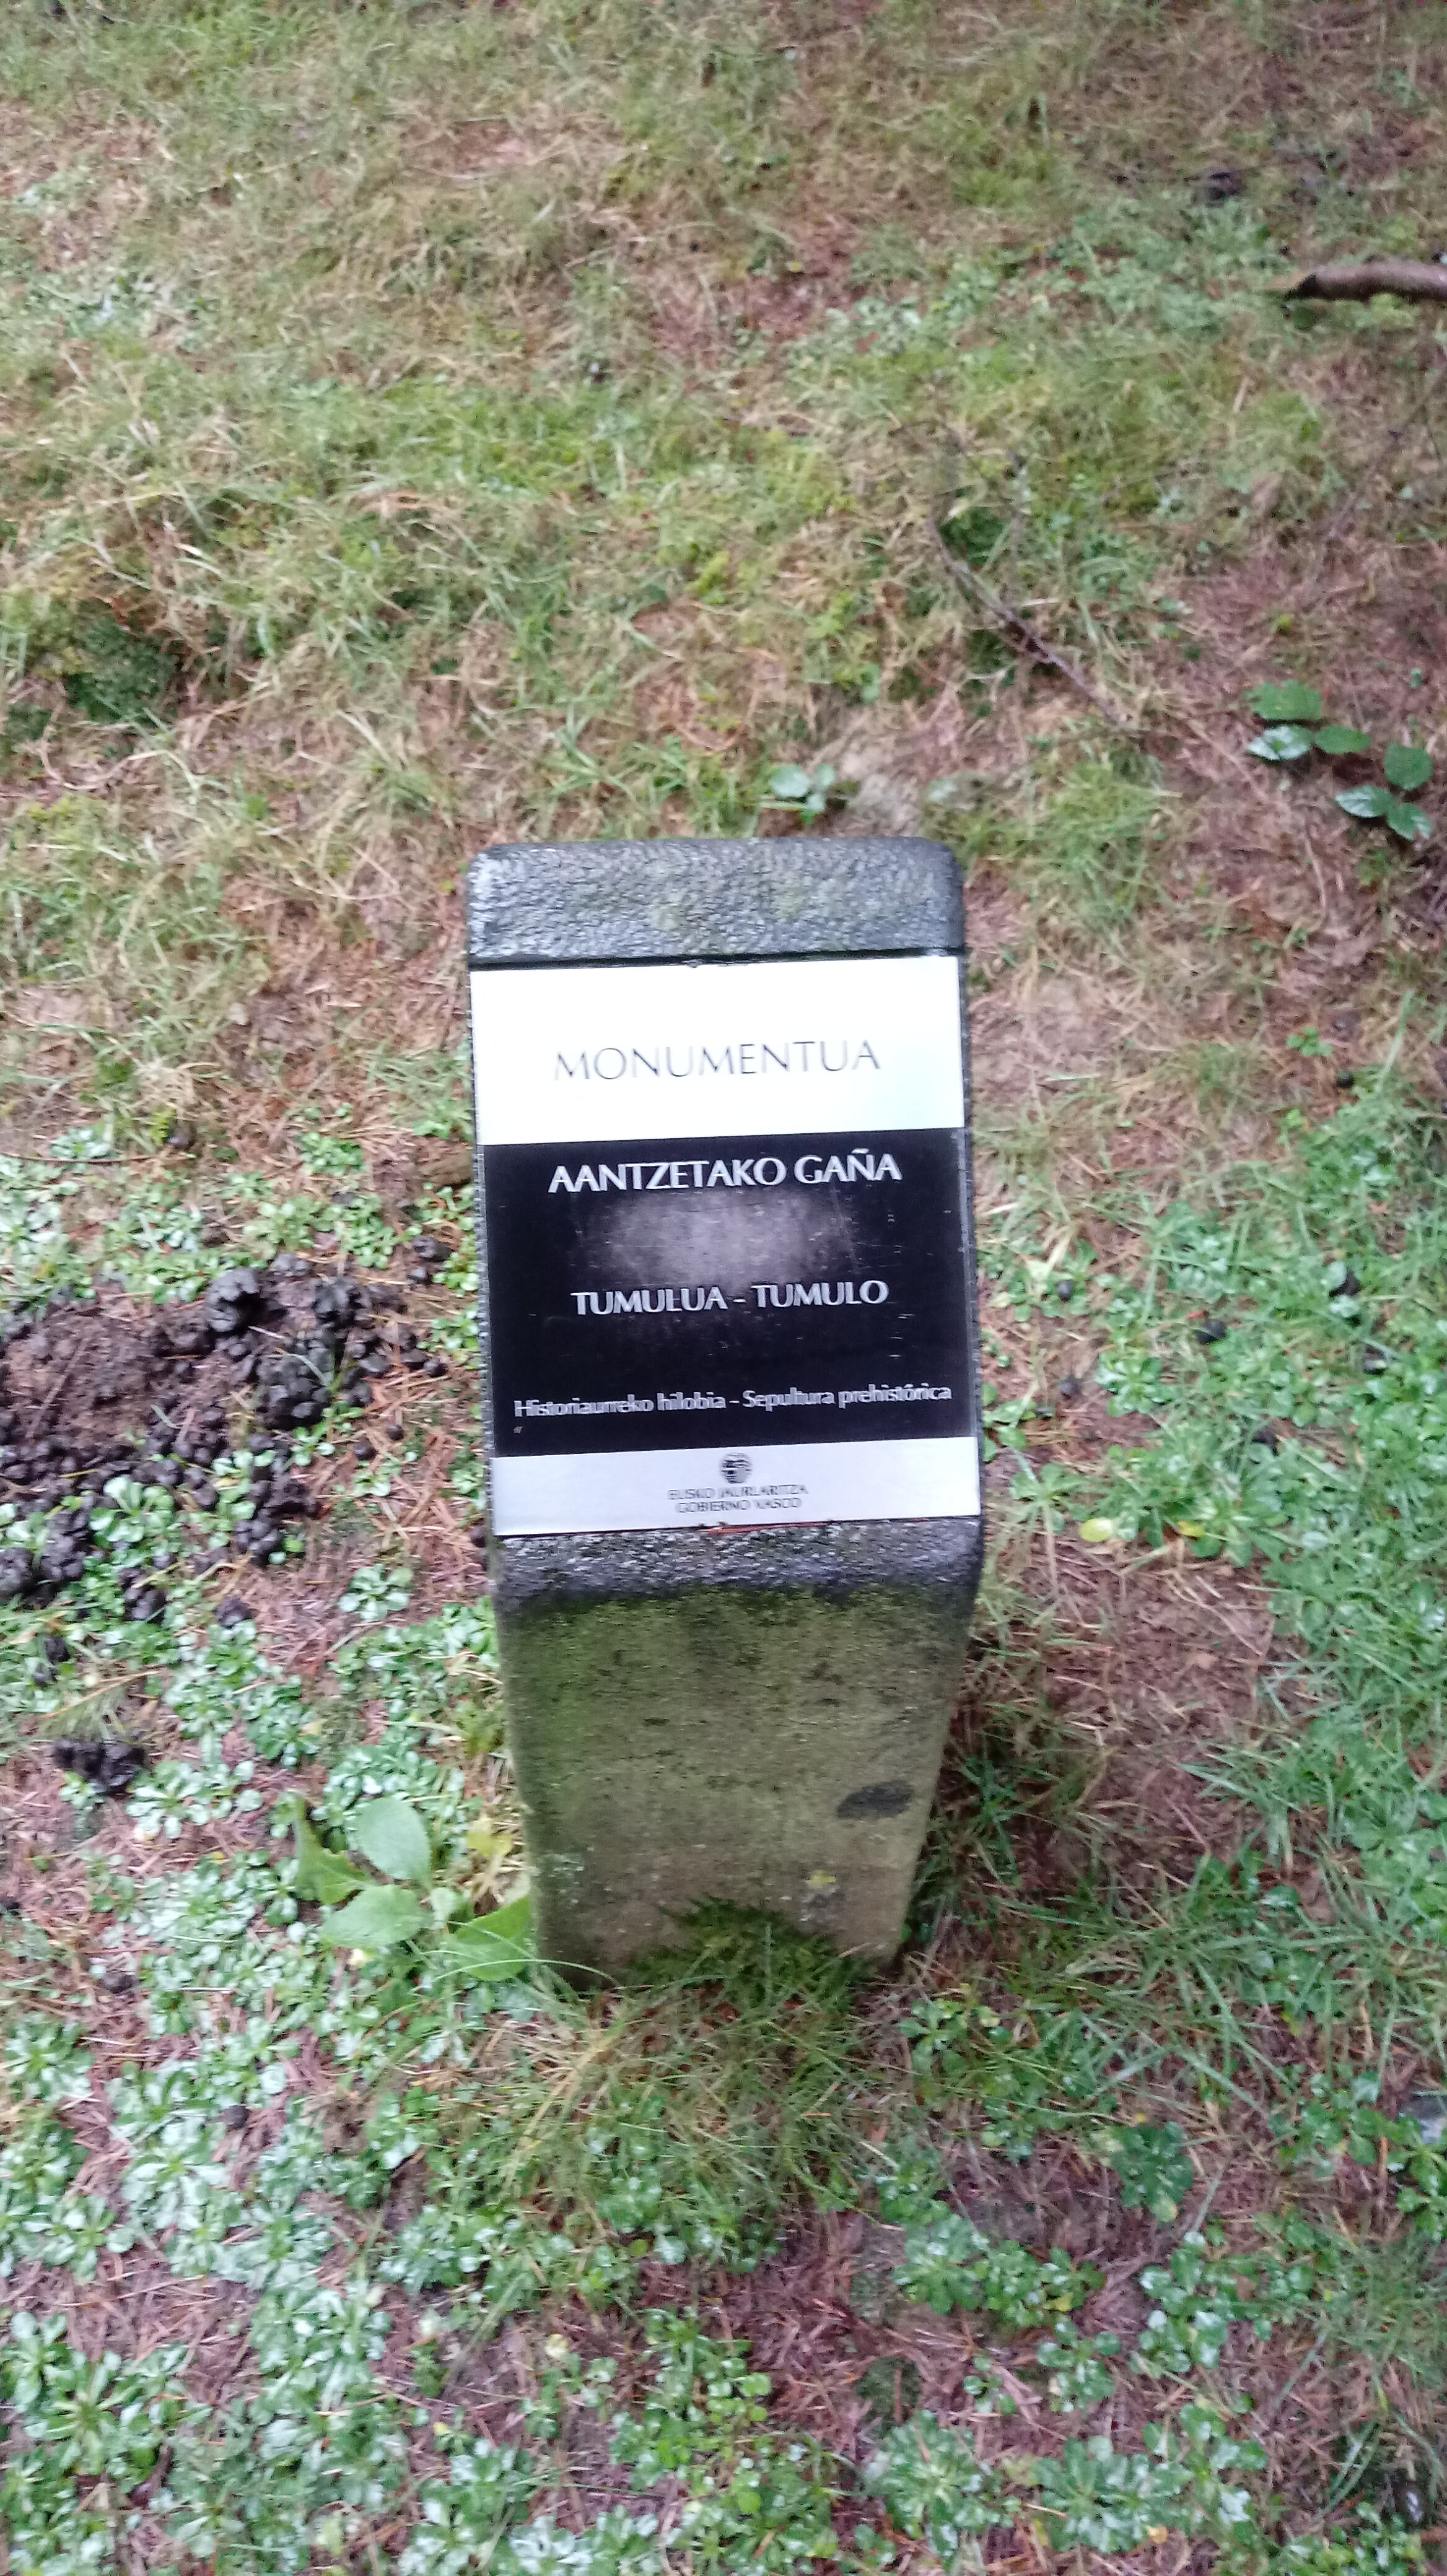 MONUMENTUA
AANTZETAKO GAÑA
TUMULUA - TUMULO
Historiaurreko hilobia - Sepultura prehistórica
EUSKO JAURLARITZA
GOBIERNO VASCO